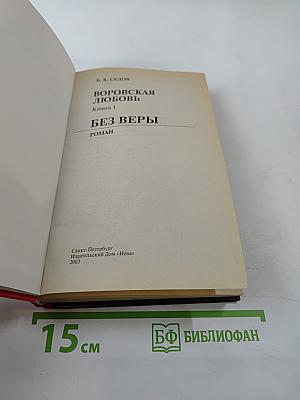 Б. К. СЕДОВ
ВОРОВСКАЯ
ЛЮБОВЬ
Книга 1
БЕЗ ВЕРЫ
РОМАН
Санкт-Петербург
Издательский Дом «Нева»
2003
15 см
БФ БИБЛИОФАН